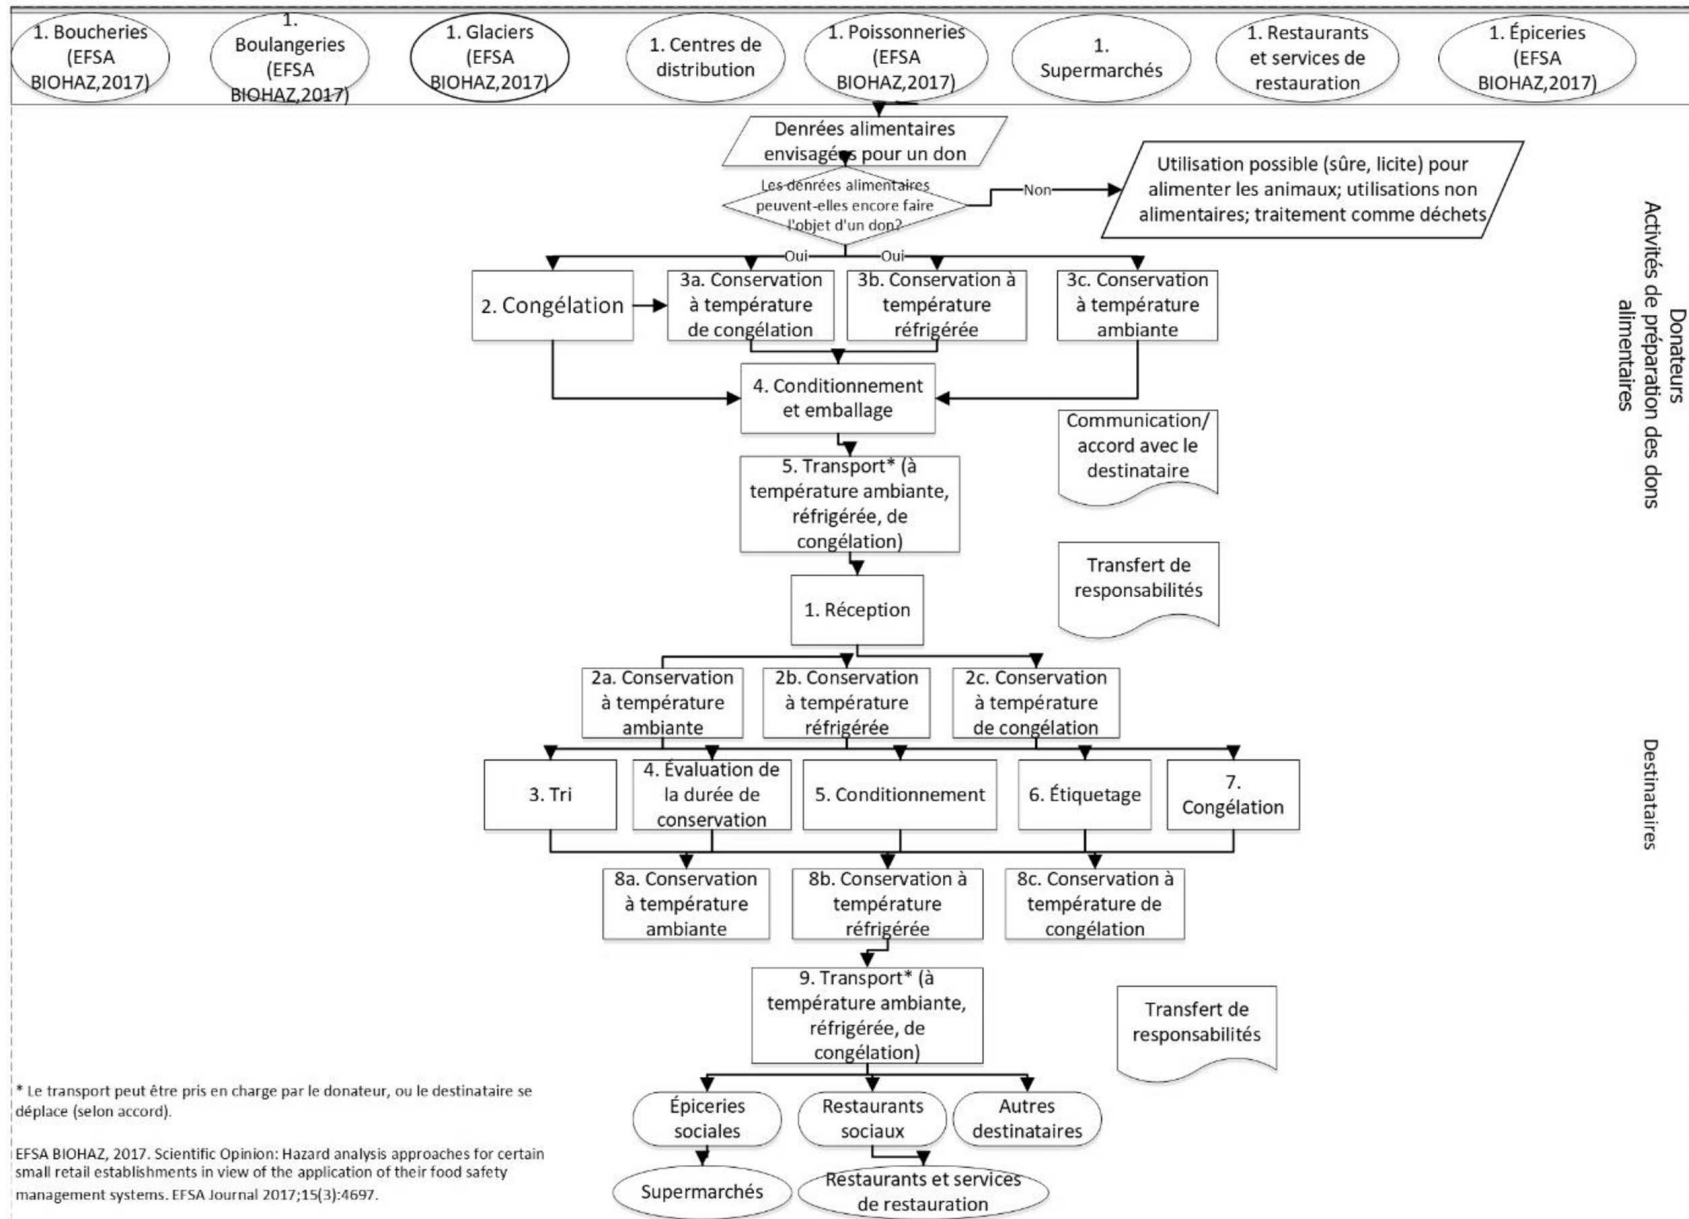 1. Boucheries
(EFSA
BIOHAZ,2017)
1.
Boulangeries
(EFSA
BIOHAZ,2017)
1. Glaciers
(EFSA
BIOHAZ,2017)
1. Centres de
distribution
1. Poissonneries
(EFSA
BIOHAZ,2017)
1.
Supermarchés
1. Restaurants
et services de
restauration
1. Épiceries
(EFSA
BIOHAZ,2017)
Denrées alimentaires
envisagées pour un don
Les denrées alimentaires
peuvent-elles encore faire
l'objet d'un don?
Non
Utilisation possible (sûre, licite) pour
alimenter les animaux; utilisations non
alimentaires; traitement comme déchets
Oui
Oui
2. Congélation
3a. Conservation
à température
de congélation
3b. Conservation à
température
réfrigérée
3c. Conservation à
température
ambiante
4. Conditionnement
et emballage
Communication/
accord avec le
destinataire
Donateurs
Activités de préparation des dons
alimentaires
5. Transport* (à
température ambiante,
réfrigérée, de
congélation)
Transfert de
responsabilités
1. Réception
2a. Conservation
à température
ambiante
2b. Conservation
à température
réfrigérée
2c. Conservation
à température
de congélation
Destinataires
3. Tri
4. Évaluation de
la durée de
conservation
5. Conditionnement
6. Étiquetage
7.
Congélation
8a. Conservation
à température
ambiante
8b. Conservation à
température
réfrigérée
8c. Conservation à
température de
congélation
9. Transport* (à
température ambiante,
réfrigérée, de
congélation)
Transfert de
responsabilités
Épiceries
sociales
Restaurants
sociaux
Autres
destinataires
Supermarchés
Restaurants et services
de restauration
* Le transport peut être pris en charge par le donateur, ou le destinataire se
déplace (selon accord).
EFSA BIOHAZ, 2017. Scientific Opinion: Hazard analysis approaches for certain
small retail establishments in view of the application of their food safety
management systems. EFSA Journal 2017;15(3):4697.